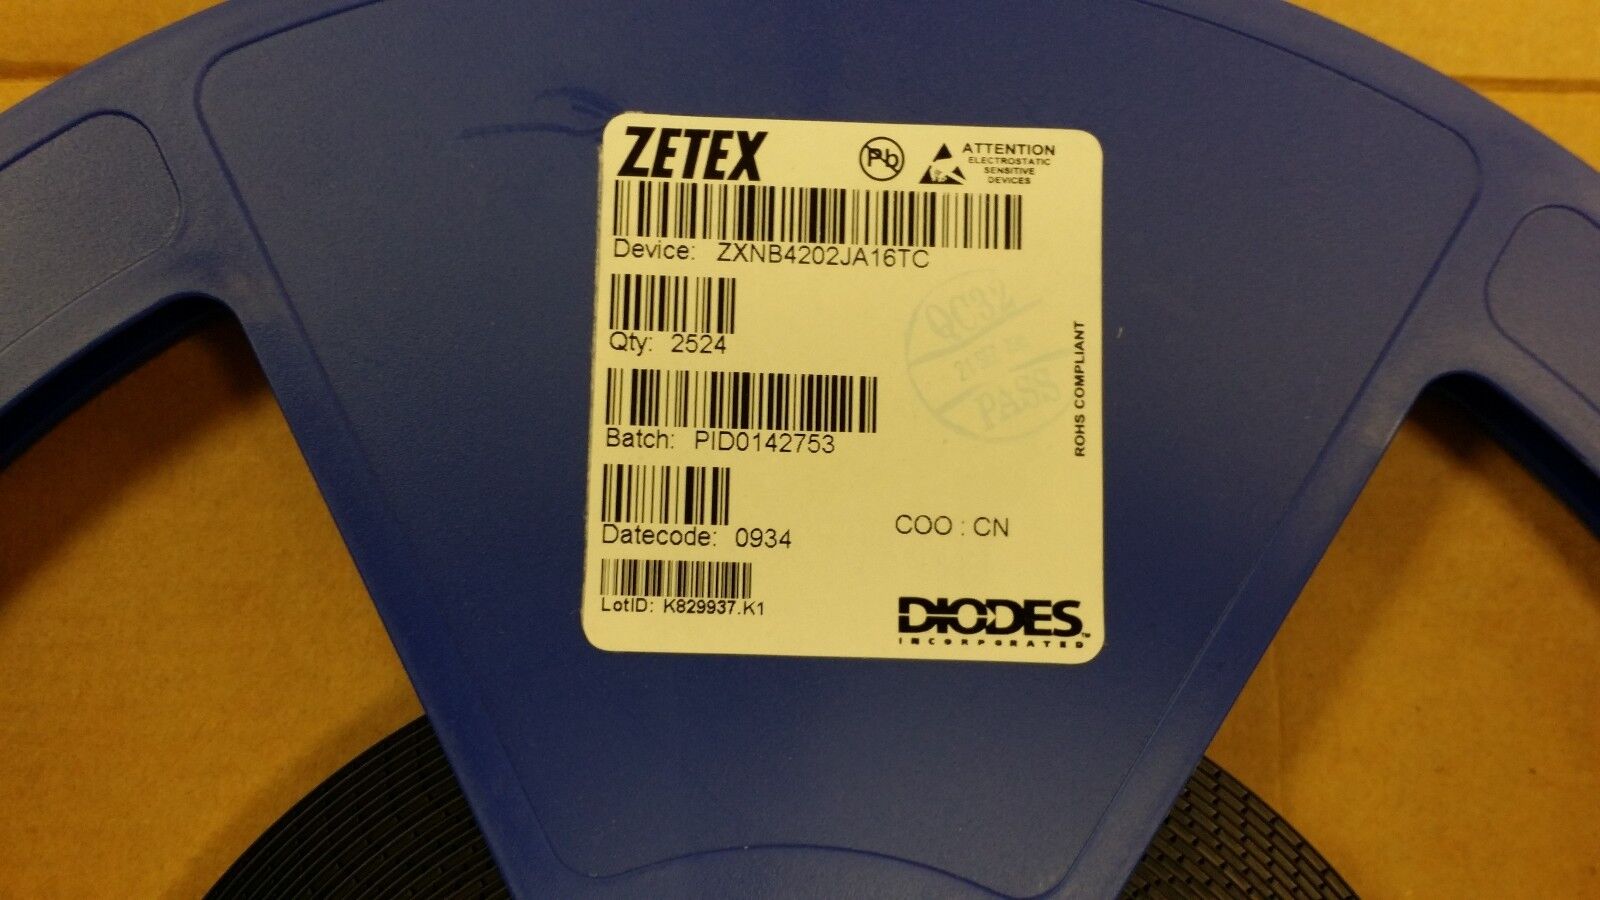 ZETEX
Pb
ATTENTION
ELECTROSTATIC
SENSITIVE
DEVICES
Device: ZXNB4202JA16TC
Qty: 2524
QC32
PASS
Batch: PID0142753
ROHS COMPLIANT
Datecode: 0934
COO : CN
LotID: K829937.K1
DIODES
INCORPORATED